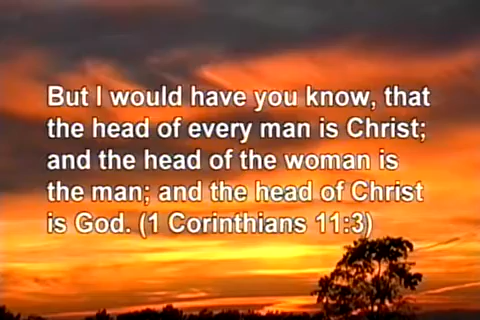 But I would have you know, that
the head of every man is Christ;
and the head of the woman is
the man; and the head of Christ
is God. (1 Corinthians 11:3)